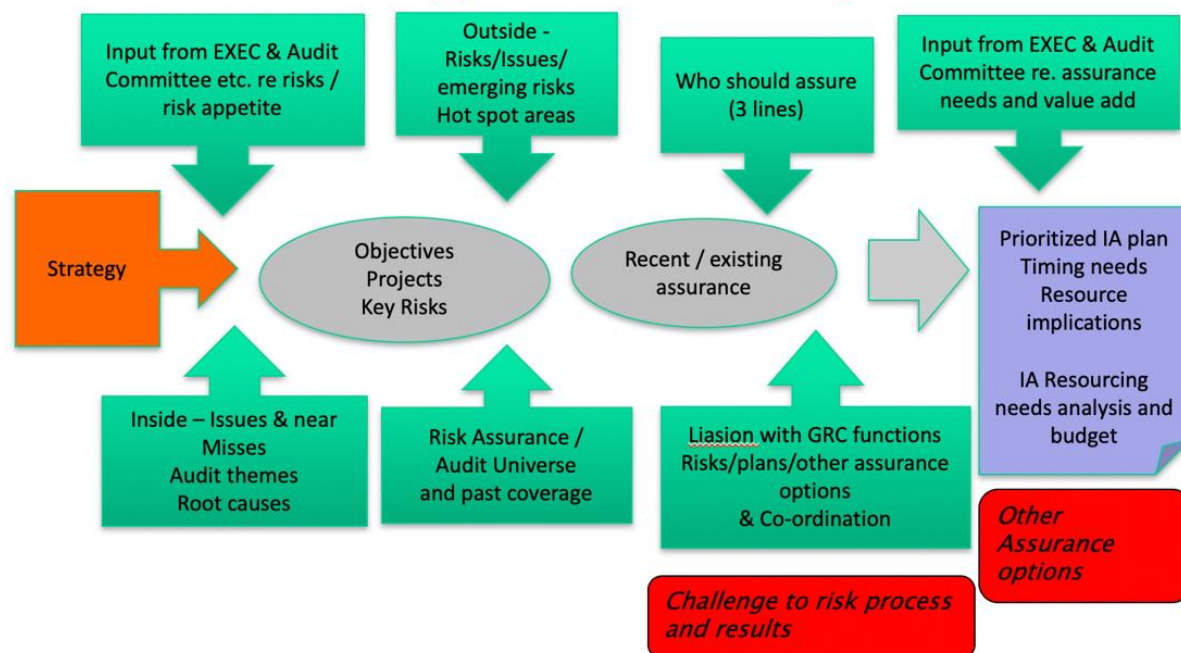 Input from EXEC & Audit
Committee etc. re risks /
risk appetite
Outside -
Risks/Issues/
emerging risks
Hot spot areas
Who should assure
(3 lines)
Input from EXEC & Audit
Committee re. assurance
needs and value add
Strategy
Objectives
Projects
Key Risks
Recent / existing
assurance
Prioritized IA plan
Timing needs
Resource
implications
IA Resourcing
needs analysis and
budget
Inside – Issues & near
Misses
Audit themes
Root causes
Risk Assurance /
Audit Universe
and past coverage
Liasion with GRC functions
Risks/plans/other assurance
options
& Co-ordination
Other
Assurance
options
Challenge to risk process
and results